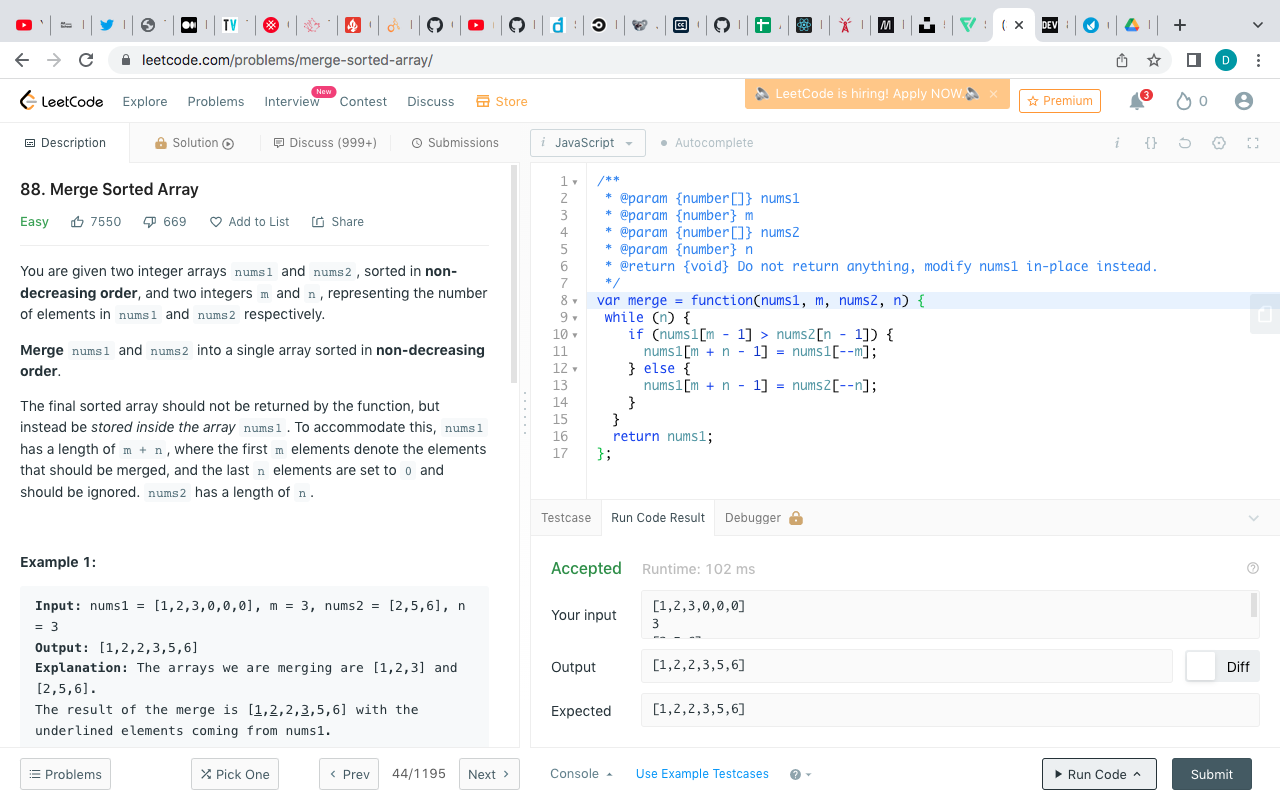 leetcode.com/problems/merge-sorted-array/
D
LeetCode
Explore
Problems
Interview
New
Contest
Discuss
Store
LeetCode is hiring! Apply NOW.
Premium
3
0
Description
Solution
Discuss (999+)
Submissions
i JavaScript
Autocomplete
88. Merge Sorted Array
Easy
7550
669
Add to List
Share
You are given two integer arrays nums1 and nums2, sorted in non-
decreasing order, and two integers m and n, representing the number
of elements in nums1 and nums2 respectively.
Merge nums1 and nums2 into a single array sorted in non-decreasing
order.
The final sorted array should not be returned by the function, but
instead be stored inside the array nums1. To accommodate this, nums1
has a length of m + n, where the first m elements denote the elements
that should be merged, and the last n elements are set to 0 and
should be ignored. nums2 has a length of n.
Example 1:
Input: nums1 = [1,2,3,0,0,0], m = 3, nums2 = [2,5,6], n
= 3
Output: [1,2,2,3,5,6]
Explanation: The arrays we are merging are [1,2,3] and
[2,5,6].
The result of the merge is [1,2,2,3,5,6] with the
underlined elements coming from nums1.
1 /**
2 * @param {number[]} nums1
3 * @param {number} m
4 * @param {number[]} nums2
5 * @param {number} n
6 * @return {void} Do not return anything, modify nums1 in-place instead.
7 */
8 var merge = function(nums1, m, nums2, n) {
9 while (n) {
10 if (nums1[m - 1] > nums2[n - 1]) {
11 nums1[m + n - 1] = nums1[--m];
12 } else {
13 nums1[m + n - 1] = nums2[--n];
14 }
15 }
16 return nums1;
17 };
Testcase
Run Code Result
Debugger
Accepted
Runtime: 102 ms
Your input
[1,2,3,0,0,0]
3
Output
[1,2,2,3,5,6]
Diff
Expected
[1,2,2,3,5,6]
Problems
Pick One
Prev
44/1195
Next
Console
Use Example Testcases
Run Code
Submit